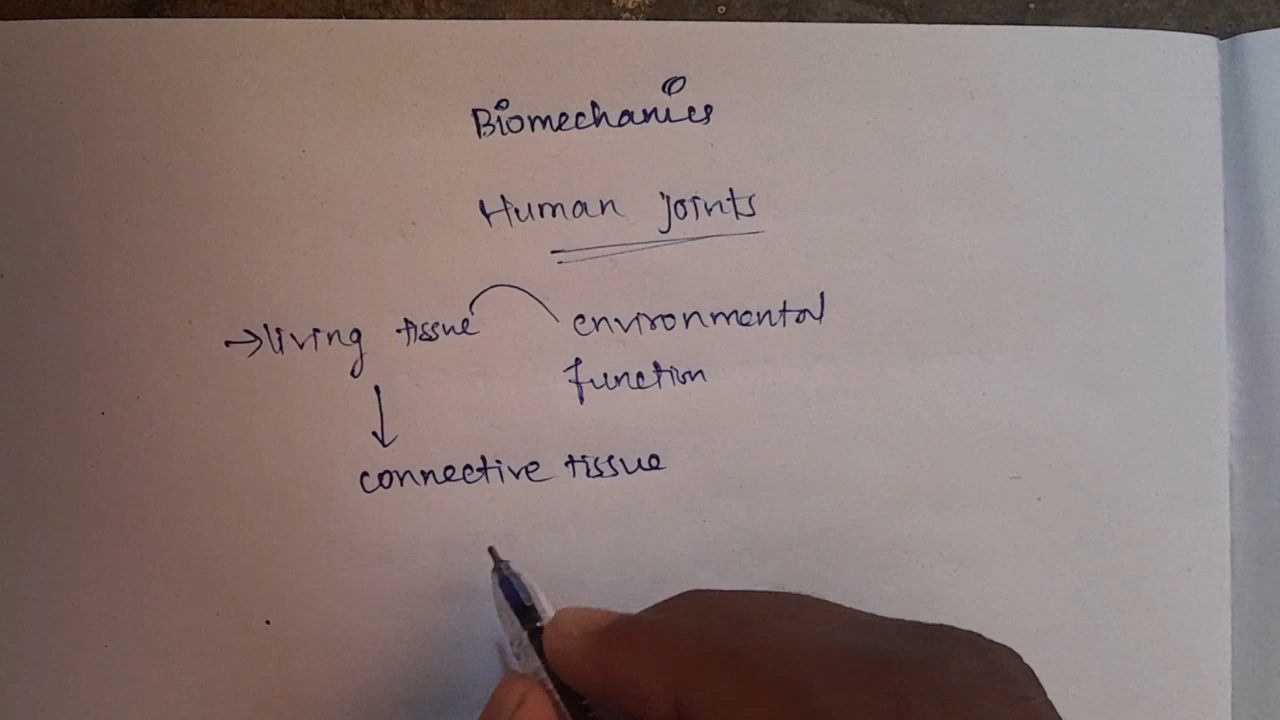 Biomechanics
Human joints
→living tissue environmental
function
↓
connective tissue